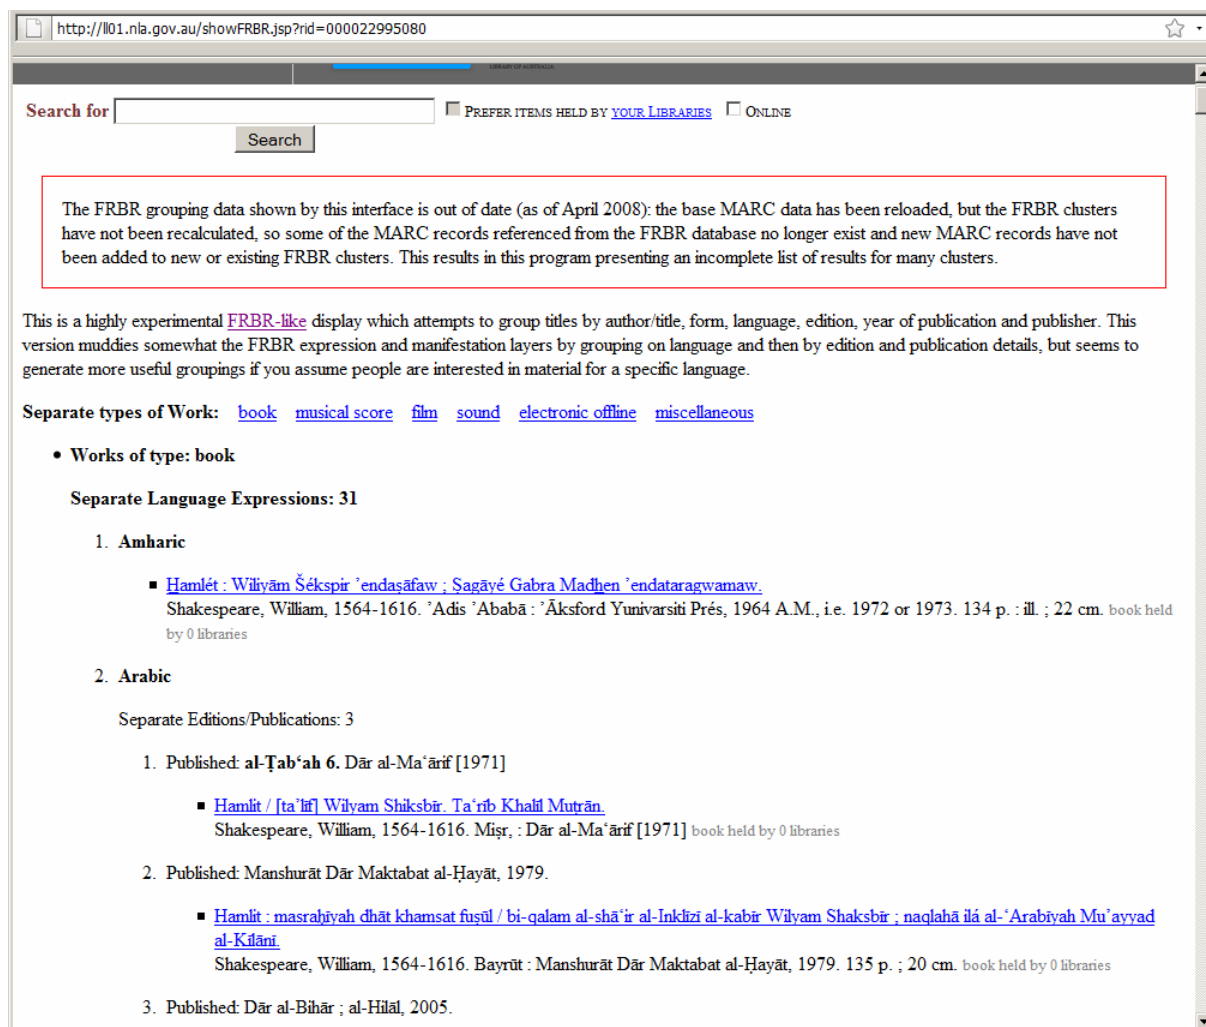 http://ll01.nla.gov.au/showFRBR.jsp?rid=000022995080
LIBRARY OF AUSTRALIA
Search for PREFER ITEMS HELD BY YOUR LIBRARIES ONLINE
Search
The FRBR grouping data shown by this interface is out of date (as of April 2008): the base MARC data has been reloaded, but the FRBR clusters
have not been recalculated, so some of the MARC records referenced from the FRBR database no longer exist and new MARC records have not
been added to new or existing FRBR clusters. This results in this program presenting an incomplete list of results for many clusters.
This is a highly experimental FRBR-like display which attempts to group titles by author/title, form, language, edition, year of publication and publisher. This
version muddies somewhat the FRBR expression and manifestation layers by grouping on language and then by edition and publication details, but seems to
generate more useful groupings if you assume people are interested in material for a specific language.
Separate types of Work: book musical score film sound electronic offline miscellaneous
• Works of type: book
Separate Language Expressions: 31
1. Amharic
▪ Hamlét : Wiliyām Šékspir ʼendaṣāfaw ; Ṣagāyé Gabra Madhen ʼendataragwamaw.
Shakespeare, William, 1564-1616. ʼAdis ʼAbabā : ʼĀksford Yunivarsiti Prés, 1964 A.M., i.e. 1972 or 1973. 134 p. : ill. ; 22 cm. book held
by 0 libraries
2. Arabic
Separate Editions/Publications: 3
1. Published: al-Ṭabʻah 6. Dār al-Maʻārif [1971]
▪ Hamlit / [taʼlīf] Wilyam Shiksbīr. Taʻrīb Khalīl Muṭrān.
Shakespeare, William, 1564-1616. Miṣr, : Dār al-Maʻārif [1971] book held by 0 libraries
2. Published: Manshurāt Dār Maktabat al-Ḥayāt, 1979.
▪ Hamlit : masraḥīyah dhāt khamsat fuṣūl / bi-qalam al-shāʻir al-Inklīzī al-kabīr Wilyam Shaksbīr ; naqlahā ilá al-ʻArabīyah Muʼayyad
al-Kīlānī.
Shakespeare, William, 1564-1616. Bayrūt : Manshurāt Dār Maktabat al-Ḥayāt, 1979. 135 p. ; 20 cm. book held by 0 libraries
3. Published: Dār al-Bihār ; al-Hilāl, 2005.